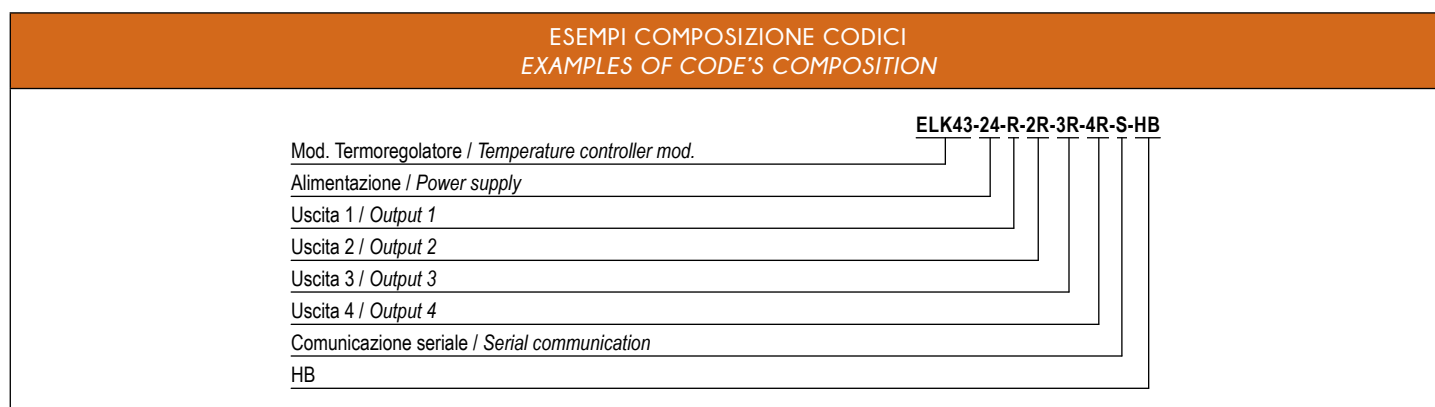 ESEMPI COMPOSIZIONE CODICI
EXAMPLES OF CODE'S COMPOSITION
ELK43-24-R-2R-3R-4R-S-HB
Mod. Termoregolatore / Temperature controller mod.
Alimentazione / Power supply
Uscita 1 / Output 1
Uscita 2 / Output 2
Uscita 3 / Output 3
Uscita 4 / Output 4
Comunicazione seriale / Serial communication
HB